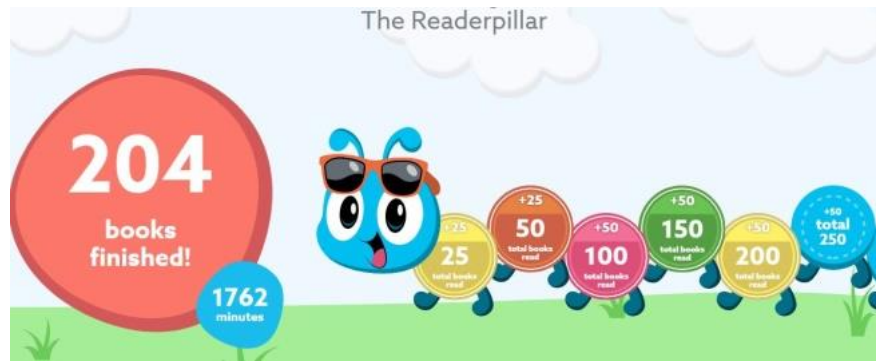 The Readerpillar
204
books
finished!
1762
minutes
+25
25
total books
read
+25
50
total books
read
+50
100
total books
read
+50
150
total books
read
+50
200
total books
read
+50
total
250